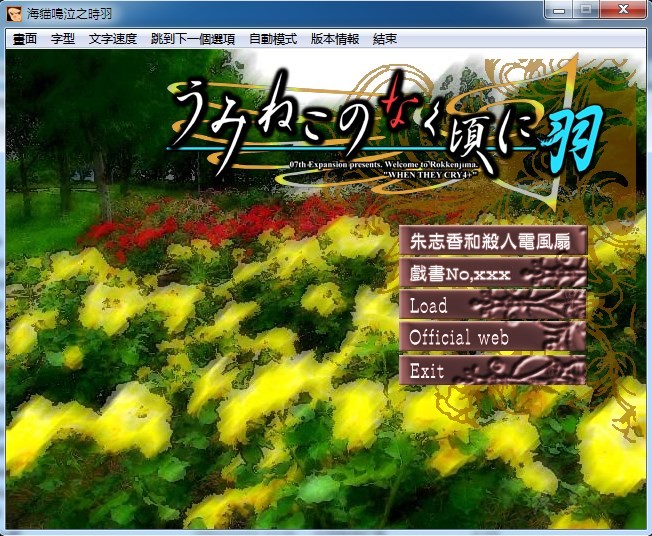 海貓鳴泣之時羽
畫面 字型 文字速度 跳到下一個選項 自動模式 版本情報 結束
うみねこのなく頃に羽
07th Expansion presents. Welcome to Rokkenjima.
"WHEN THEY CRY4+"
朱志香和殺人電風扇
戲書No,xxx
Load
Official web
Exit